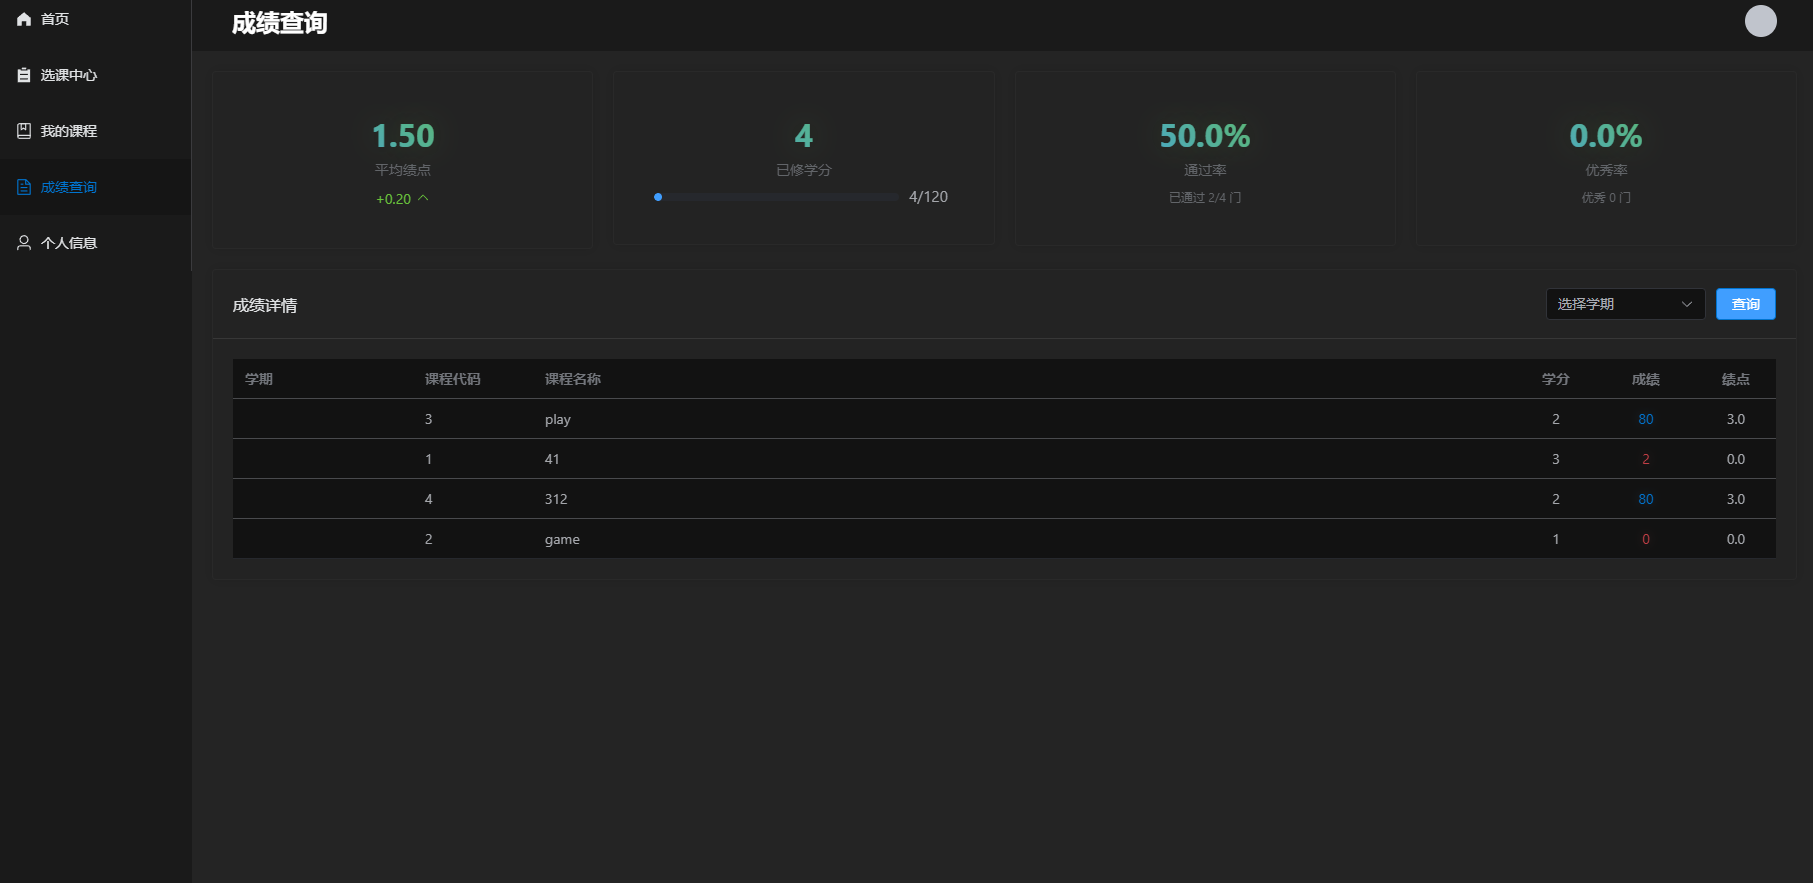 首页
选课中心
我的课程
成绩查询
个人信息
成绩查询
1.50
平均绩点
+0.20
4
已修学分
4/120
50.0%
通过率
已通过 2/4 门
0.0%
优秀率
优秀 0 门
成绩详情
选择学期
查询
学期 课程代码 课程名称 学分 成绩 绩点
3 play 2 80 3.0
1 41 3 2 0.0
4 312 2 80 3.0
2 game 1 0 0.0